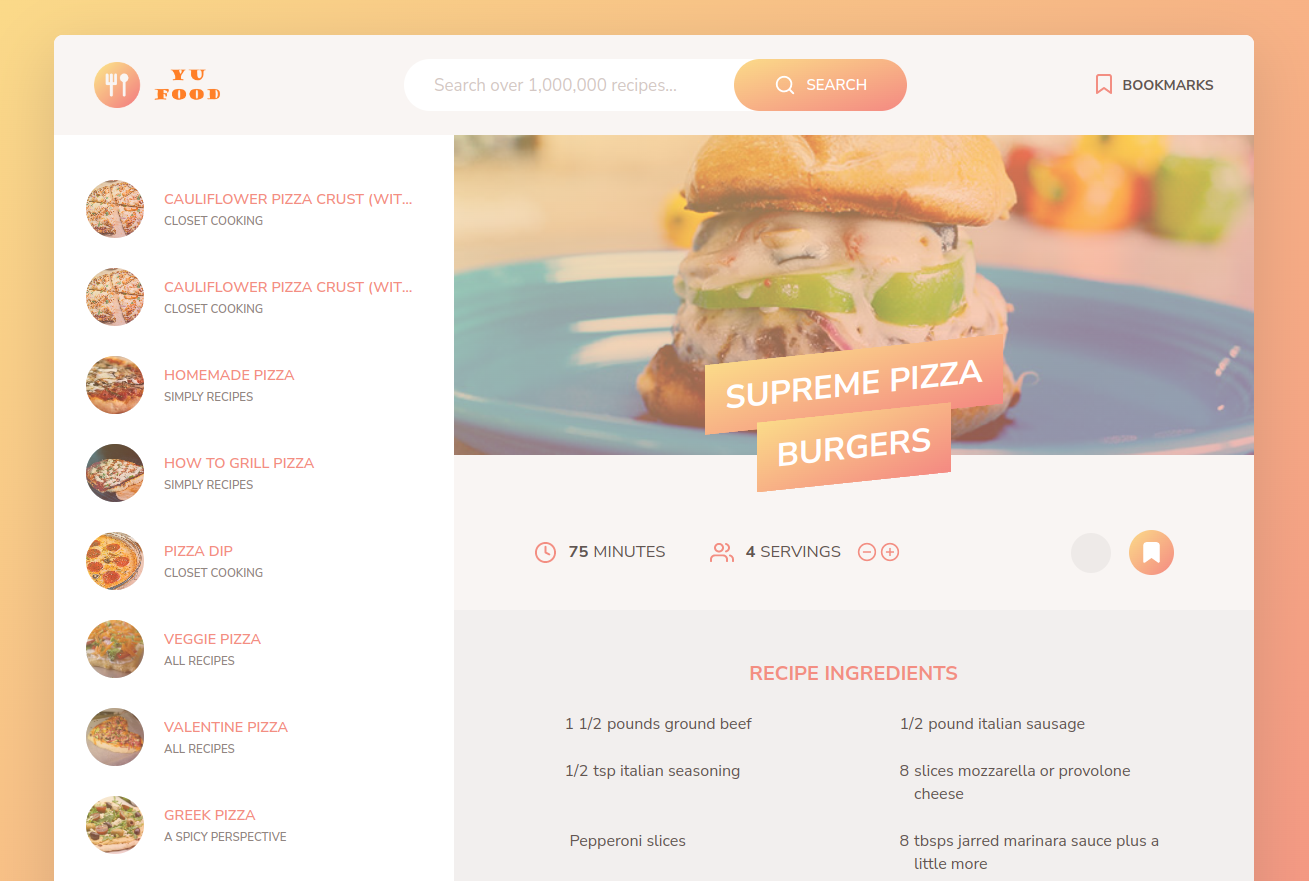 YU
FOOD
Search over 1,000,000 recipes...
SEARCH
BOOKMARKS
CAULIFLOWER PIZZA CRUST (WIT...
CLOSET COOKING
CAULIFLOWER PIZZA CRUST (WIT...
CLOSET COOKING
HOMEMADE PIZZA
SIMPLY RECIPES
HOW TO GRILL PIZZA
SIMPLY RECIPES
PIZZA DIP
CLOSET COOKING
VEGGIE PIZZA
ALL RECIPES
VALENTINE PIZZA
ALL RECIPES
GREEK PIZZA
A SPICY PERSPECTIVE
SUPREME PIZZA
BURGERS
75 MINUTES
4 SERVINGS
RECIPE INGREDIENTS
1 1/2 pounds ground beef
1/2 pound italian sausage
1/2 tsp italian seasoning
8 slices mozzarella or provolone
cheese
Pepperoni slices
8 tbsps jarred marinara sauce plus a
little more